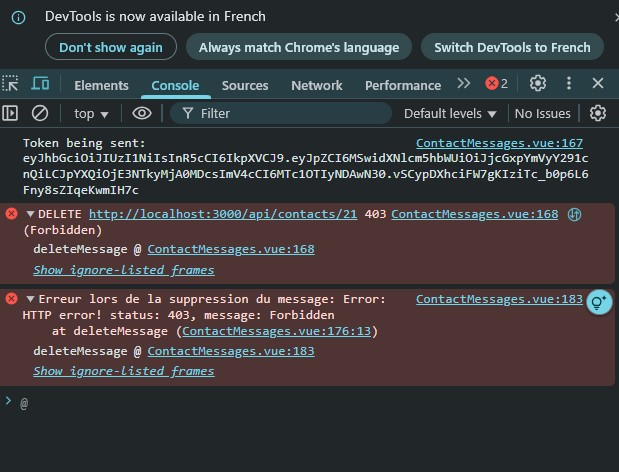 DevTools is now available in French
Don't show again
Always match Chrome's language
Switch DevTools to French
Elements Console Sources Network Performance 2
top Filter Default levels No Issues
Token being sent: ContactMessages.vue:167
eyJhbGciOiJIUzI1NiIsInR5cCI6IkpXVCJ9.eyJpZCI6MSwidXNlcm5hbWUiOiJjcGxpYmVyY291c
nQiLCJpYXQiOjE3NTkyMjA0MDcsImV4cCI6MTc1OTIyNDAwN30.vSCypDXhciFW7gKIziTc_b0p6L6
Fny8sZIqeKwmIH7c
DELETE http://localhost:3000/api/contacts/21 403 ContactMessages.vue:168
(Forbidden)
deleteMessage @ ContactMessages.vue:168
Show ignore-listed frames
Erreur lors de la suppression du message: Error: ContactMessages.vue:183
HTTP error! status: 403, message: Forbidden
at deleteMessage (ContactMessages.vue:176:13)
deleteMessage @ ContactMessages.vue:183
Show ignore-listed frames
@